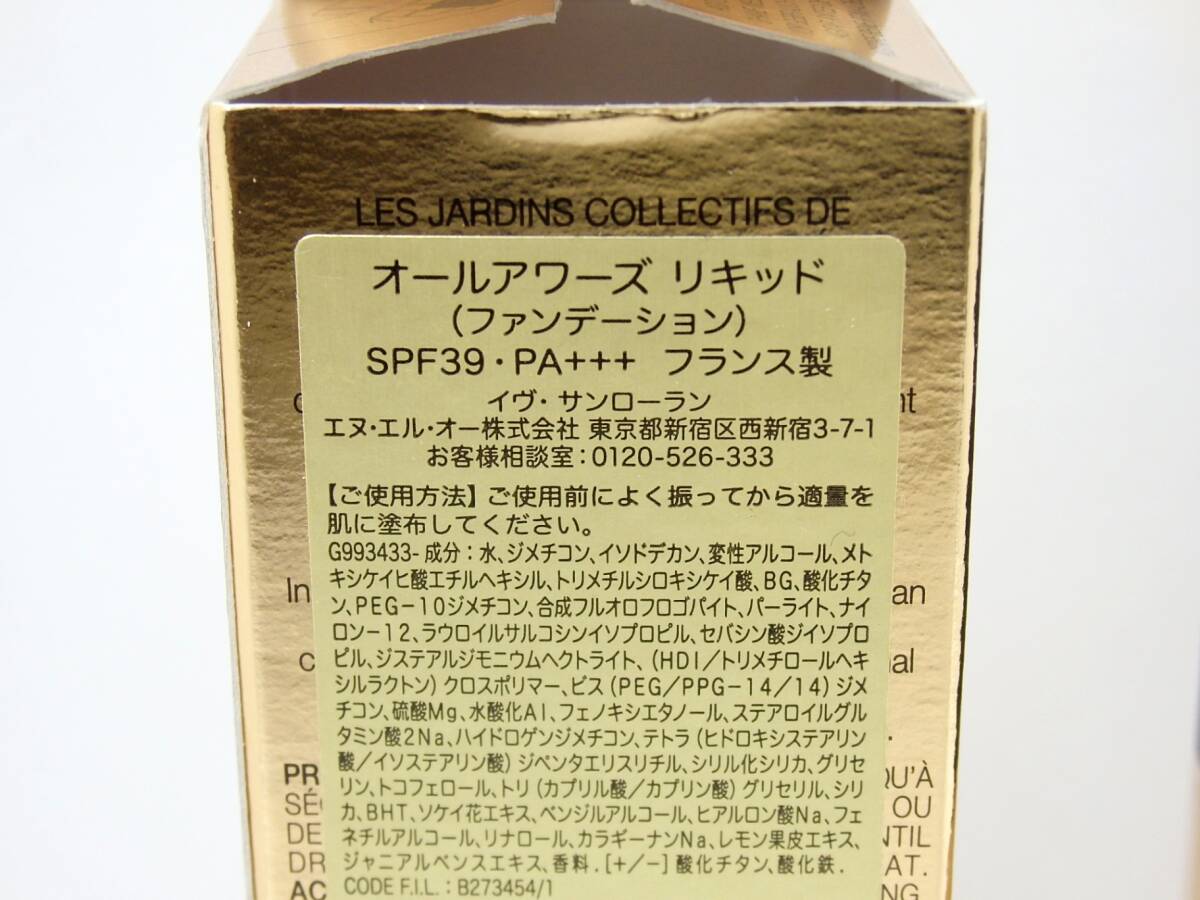 LES JARDINS COLLECTIFS DE
オールアワーズ リキッド
(ファンデーション)
SPF39・PA+++ フランス製
イヴ・サンローラン
エヌ・エル・オー株式会社 東京都新宿区西新宿3-7-1
お客様相談室:0120-526-333
【ご使用方法】ご使用前によく振ってから適量を
肌に塗布してください。
G993433-成分:水、ジメチコン、イソドデカン、変性アルコール、メト
キシケイヒ酸エチルヘキシル、トリメチルシロキシケイ酸、BG、酸化チタ
ン、PEG-10ジメチコン、合成フルオロフロゴパイト、パーライト、ナイ
ロン-12、ラウロイルサルコシンイソプロピル、セバシン酸ジイソプロ
ピル、ジステアルジモニウムヘクトライト、(HDI/トリメチロールヘキ
シルラクトン)クロスポリマー、ビス(PEG/PPG-14/14)ジメ
チコン、硫酸Mg、水酸化Al、フェノキシエタノール、ステアロイルグル
タミン酸2Na、ハイドロゲンジメチコン、テトラ(ヒドロキシステアリン
酸/イソステアリン酸)ジペンタエリスリチル、シリル化シリカ、グリセ
リン、トコフェロール、トリ(カプリル酸/カプリン酸)グリセリル、シリ
カ、BHT、ソケイ花エキス、ベンジルアルコール、ヒアルロン酸Na、フェ
ネチルアルコール、リナロール、カラギーナンNa、レモン果皮エキス、
ジャニアルベンスエキス、香料.[+/-]酸化チタン、酸化鉄.
CODE F.I.L.:B273454/1